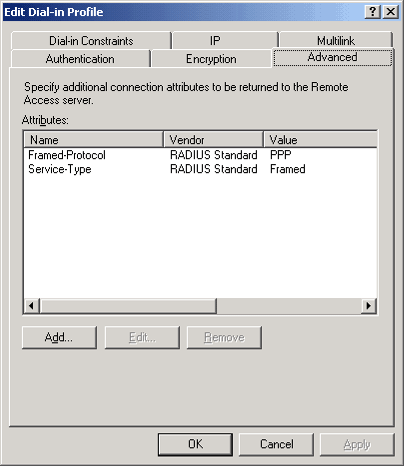 Edit Dial-in Profile
Dial-in Constraints IP Multilink
Authentication Encryption Advanced
Specify additional connection attributes to be returned to the Remote
Access server.
Attributes:
Name Vendor Value
Framed-Protocol RADIUS Standard PPP
Service-Type RADIUS Standard Framed
Add... Edit... Remove
OK Cancel Apply